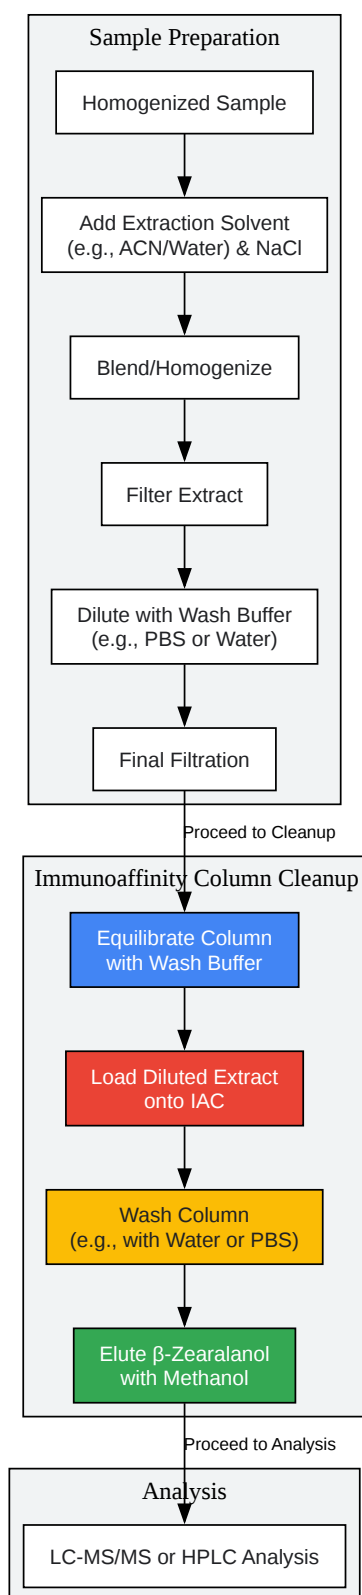 Sample Preparation
Homogenized Sample
Add Extraction Solvent
(e.g., ACN/Water) & NaCl
Blend/Homogenize
Filter Extract
Dilute with Wash Buffer
(e.g., PBS or Water)
Final Filtration
Proceed to Cleanup
Immunoaffinity Column Cleanup
Equilibrate Column
with Wash Buffer
Load Diluted Extract
onto IAC
Wash Column
(e.g., with Water or PBS)
Elute β-Zearalanol
with Methanol
Proceed to Analysis
Analysis
LC-MS/MS or HPLC Analysis